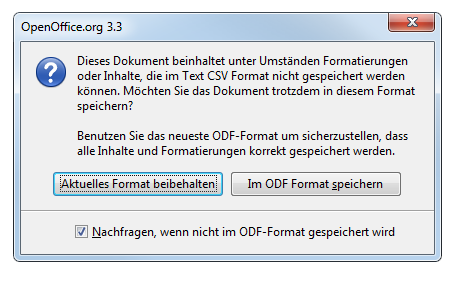 OpenOffice.org 3.3
Dieses Dokument beinhaltet unter Umständen Formatierungen
oder Inhalte, die im Text CSV Format nicht gespeichert werden
können. Möchten Sie das Dokument trotzdem in diesem Format
speichern?
Benutzen Sie das neueste ODF-Format um sicherzustellen, dass
alle Inhalte und Formatierungen korrekt gespeichert werden.
Aktuelles Format beibehalten
Im ODF Format speichern
Nachfragen, wenn nicht im ODF-Format gespeichert wird